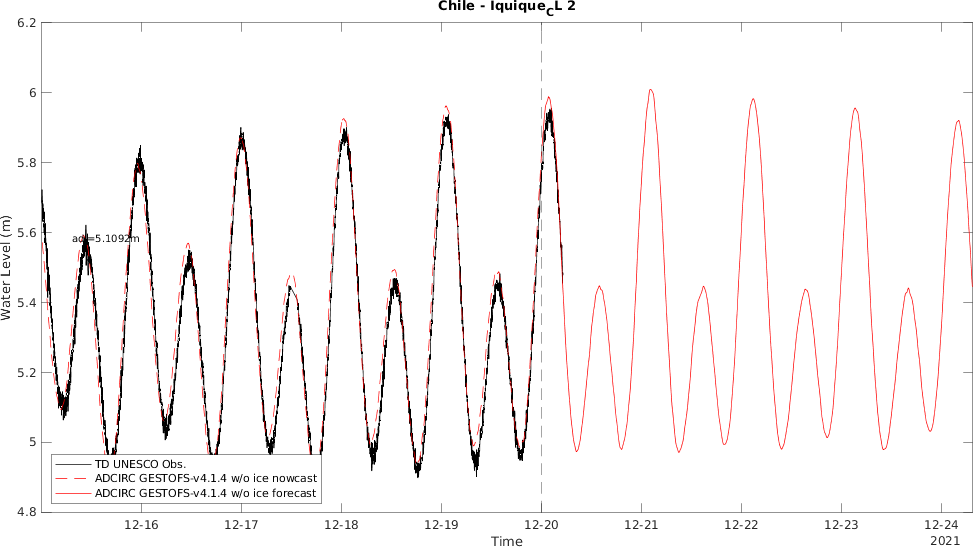 Chile - Iquique_CL 2
6.2
6
5.8
5.6
5.4
5.2
5
4.8
Water Level (m)
adj=5.1092m
TD UNESCO Obs.
ADCIRC GESTOFS-v4.1.4 w/o ice nowcast
ADCIRC GESTOFS-v4.1.4 w/o ice forecast
12-16 12-17 12-18 12-19 12-20 12-21 12-22 12-23 12-24
Time
2021